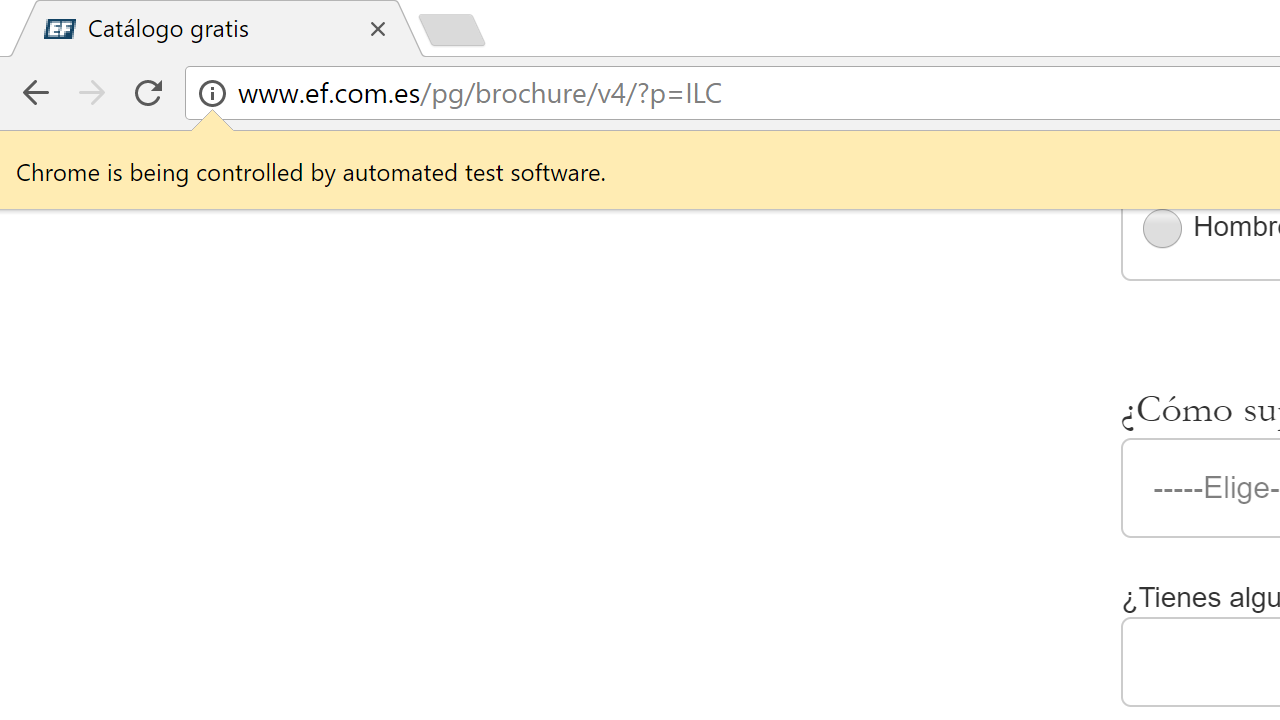 EF Catálogo gratis
www.ef.com.es/pg/brochure/v4/?p=ILC
Chrome is being controlled by automated test software.
Hombr
¿Cómo su
-----Elige-
¿Tienes algu